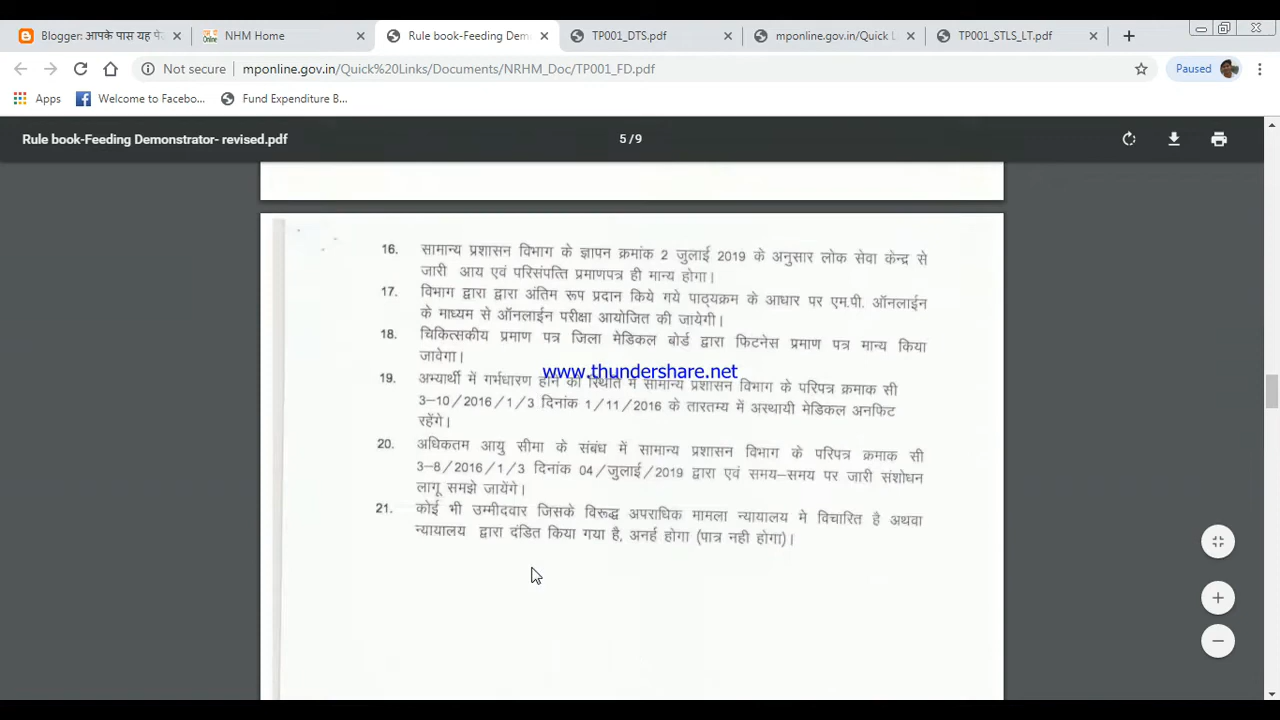 Blogger: आपके पास यह पे
NHM Home
Rule book-Feeding Dem
TP001_DTS.pdf
mponline.gov.in/Quick L
TP001_STLS_LT.pdf
Not secure
mponline.gov.in/Quick%20Links/Documents/NRHM_Doc/TP001_FD.pdf
Paused
Apps
Welcome to Facebo...
Fund Expenditure B...
Rule book-Feeding Demonstrator- revised.pdf
5 / 9
16. सामान्य प्रशासन विभाग के ज्ञापन क्रमांक 2 जुलाई 2019 के अनुसार लोक सेवा केन्द्र से
जारी आय एवं परिसंपत्ति प्रमाणपत्र ही मान्य होगा।
17. विभाग द्वारा द्वारा अंतिम रूप प्रदान किये गये पाठ्यक्रम के आधार पर एम.पी. ऑनलाईन
के माध्यम से ऑनलाईन परीक्षा आयोजित की जायेगी।
18. चिकित्सकीय प्रमाण पत्र जिला मेडिकल बोर्ड द्वारा फिटनेस प्रमाण पत्र मान्य किया
जावेगा।
www.thundershare.net
19. अभ्यार्थी में गर्भधारण होने की स्थिति में सामान्य प्रशासन विभाग के परिपत्र क्रमाक सी
3–10/2016/1/3 दिनांक 1/11/2016 के तारतम्य में अस्थायी मेडिकल अनफिट
रहेंगे।
20. अधिकतम आयु सीमा के संबंध में सामान्य प्रशासन विभाग के परिपत्र क्रमाक सी
3–8/2016/1/3 दिनांक 04/जुलाई/2019 द्वारा एवं समय–समय पर जारी संशोधन
लागू समझे जायेंगे।
21. कोई भी उम्मीदवार जिसके विरूद्ध अपराधिक मामला न्यायालय मे विचारित है अथवा
न्यायालय द्वारा दंडित किया गया है, अनर्ह होगा (पात्र नही होगा)।